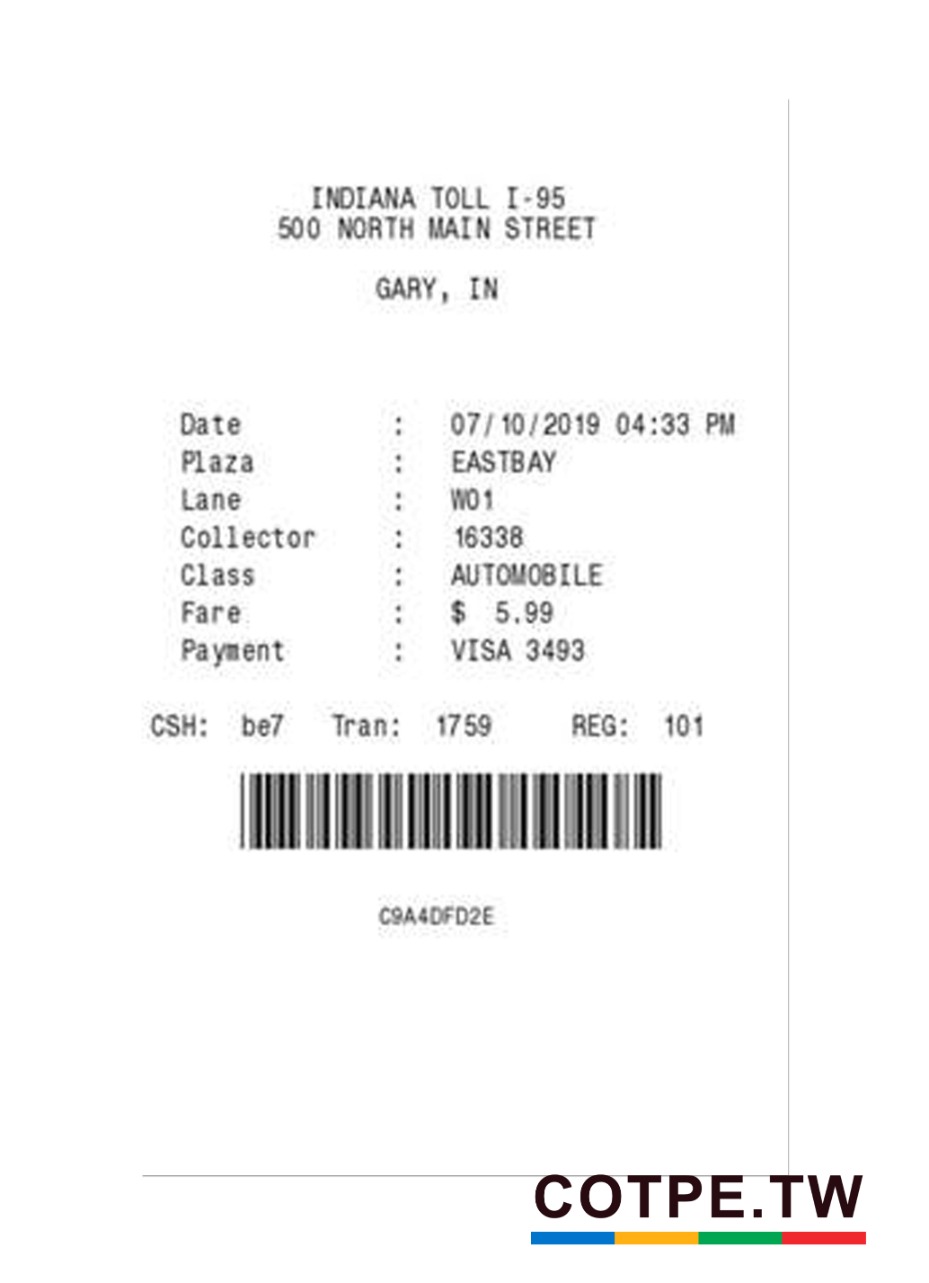 INDIANA TOLL I-95
500 NORTH MAIN STREET
GARY, IN
Date : 07/10/2019 04:33 PM
Plaza : EASTBAY
Lane : W01
Collector : 16338
Class : AUTOMOBILE
Fare : $ 5.99
Payment : VISA 3493
CSH: be7 Tran: 1759 REG: 101
C9A4DFD2E
COTPE.TW